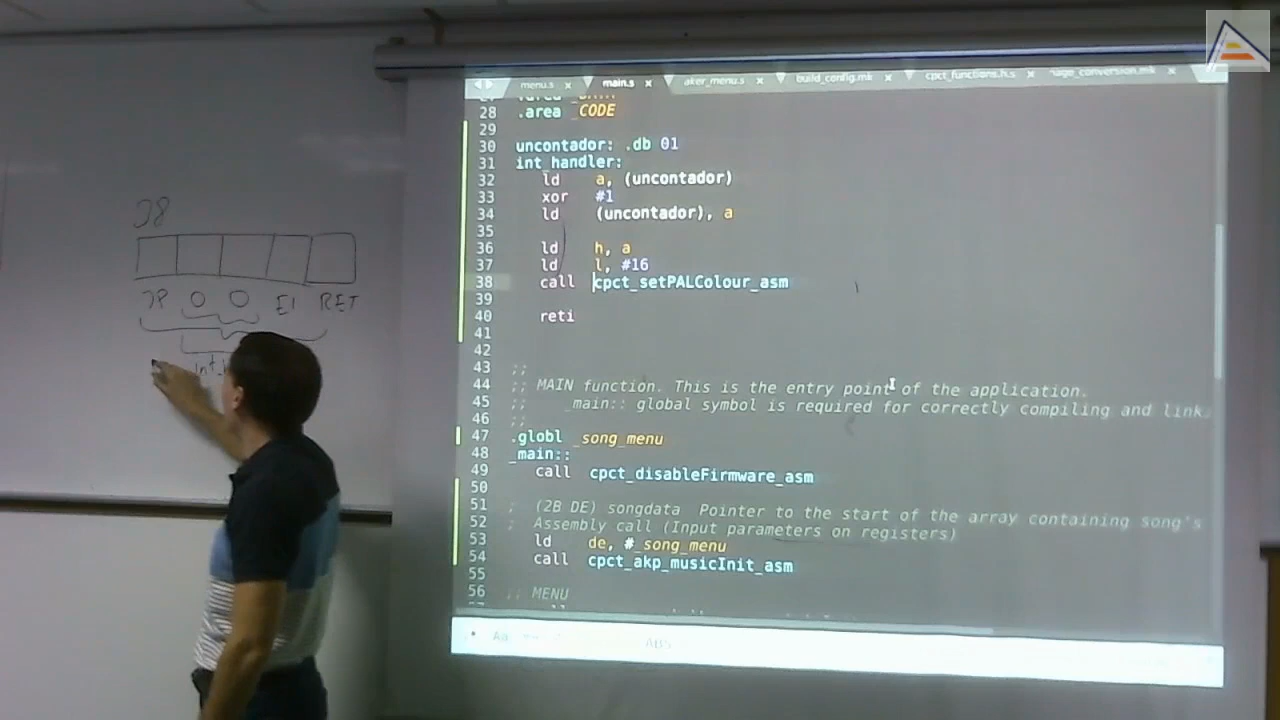 38
JP 0 0 EI RET
menu.s x main.s x aker_menu.s x build_config.mk x cpct_functions.h.s x image_conversion.mk x
28 .area _CODE
29
30 uncontador: .db 01
31 int_handler:
32 ld a, (uncontador)
33 xor #1
34 ld (uncontador), a
35
36 ld h, a
37 ld l, #16
38 call cpct_setPALColour_asm
39
40 reti
41
42
43 ;;
44 ;; MAIN function. This is the entry point of the application.
45 ;; _main:: global symbol is required for correctly compiling and link
46 ;;
47 .globl _song_menu
48 _main::
49 call cpct_disableFirmware_asm
50
51 ; (2B DE) songdata Pointer to the start of the array containing song's
52 ; Assembly call (Input parameters on registers)
53 ld de, #_song_menu
54 call cpct_akp_musicInit_asm
55
56 ;; MENU